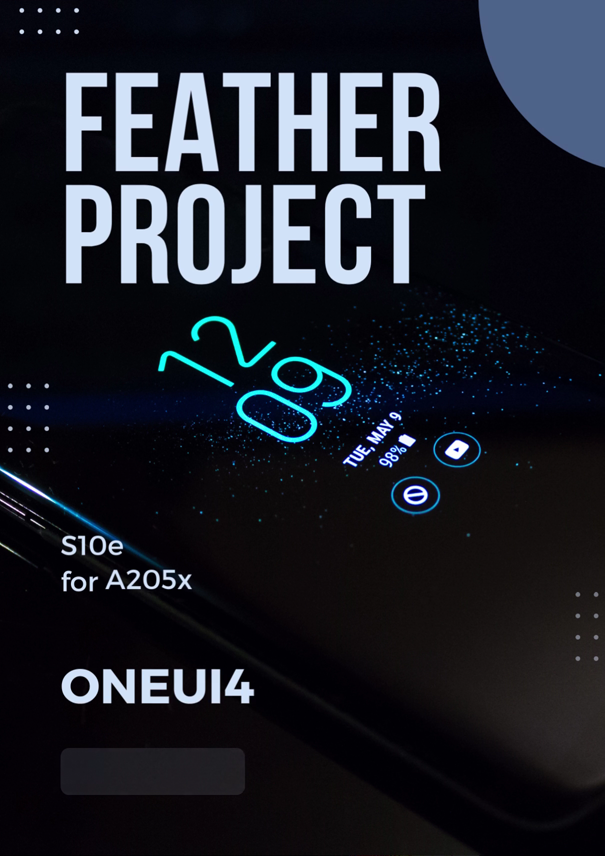 FEATHER
PROJECT
12
09
TUE, MAY 9
98%
S10e
for A205x
ONEUI4